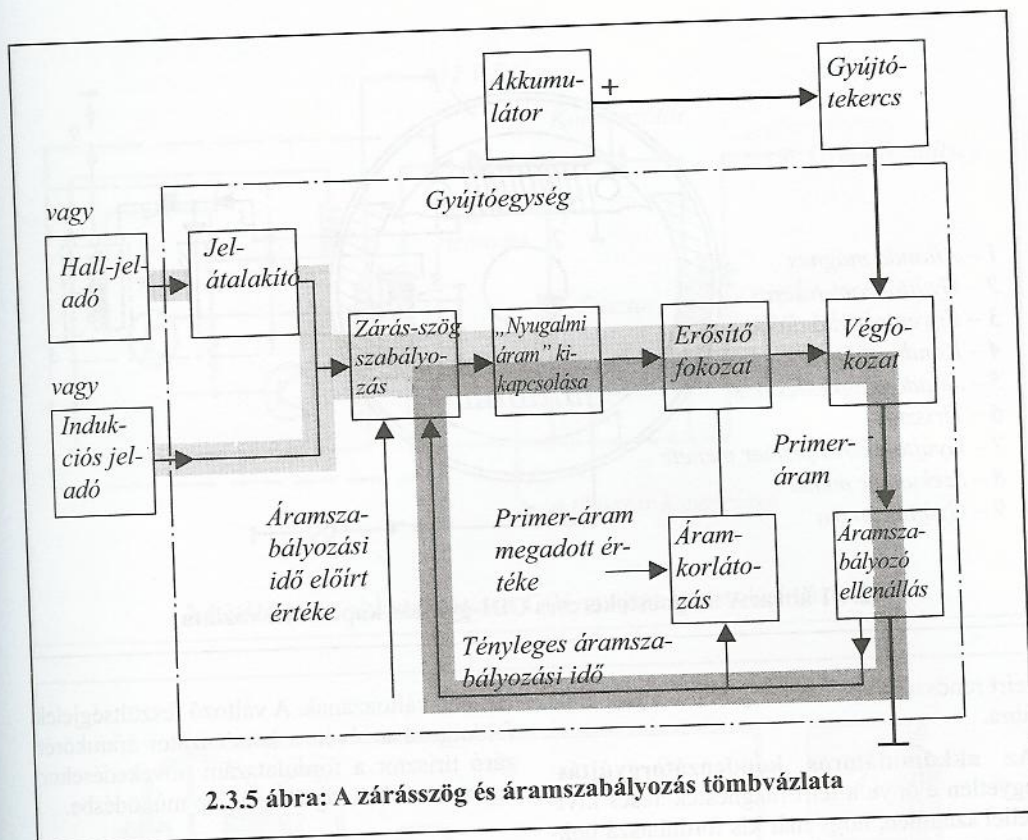 Akkumu-
látor
+
Gyújtó-
tekercs
Gyújtóegység
vagy
Hall-jel-
adó
Jel-
átalakító
vagy
Induk-
ciós jel-
adó
Zárás-szög
szabályo-
zás
„Nyugalmi
áram” ki-
kapcsolása
Erősítő
fokozat
Végfo-
kozat
Primer-
áram
Áramsza-
bályozási
idő előírt
értéke
Primer-áram
megadott ér-
téke
Áram-
korláto-
zás
Áramsza-
bályozó
ellenállás
Tényleges áramsza-
bályozási idő
2.3.5 ábra: A zárásszög és áramszabályozás tömbvázlata